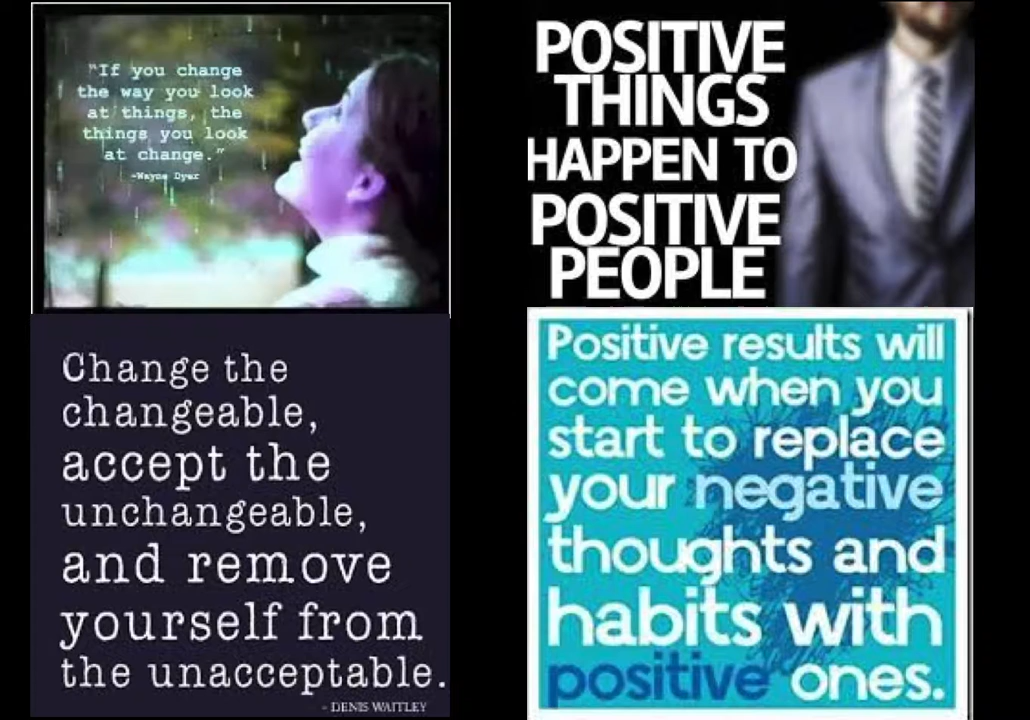 "If you change
the way you look
at things, the
things you look
at change."
-Wayne Dyer
POSITIVE
THINGS
HAPPEN TO
POSITIVE
PEOPLE
Change the
changeable,
accept the
unchangeable,
and remove
yourself from
the unacceptable.
- DENIS WAITLEY
Positive results will
come when you
start to replace
your negative
thoughts and
habits with
positive ones.